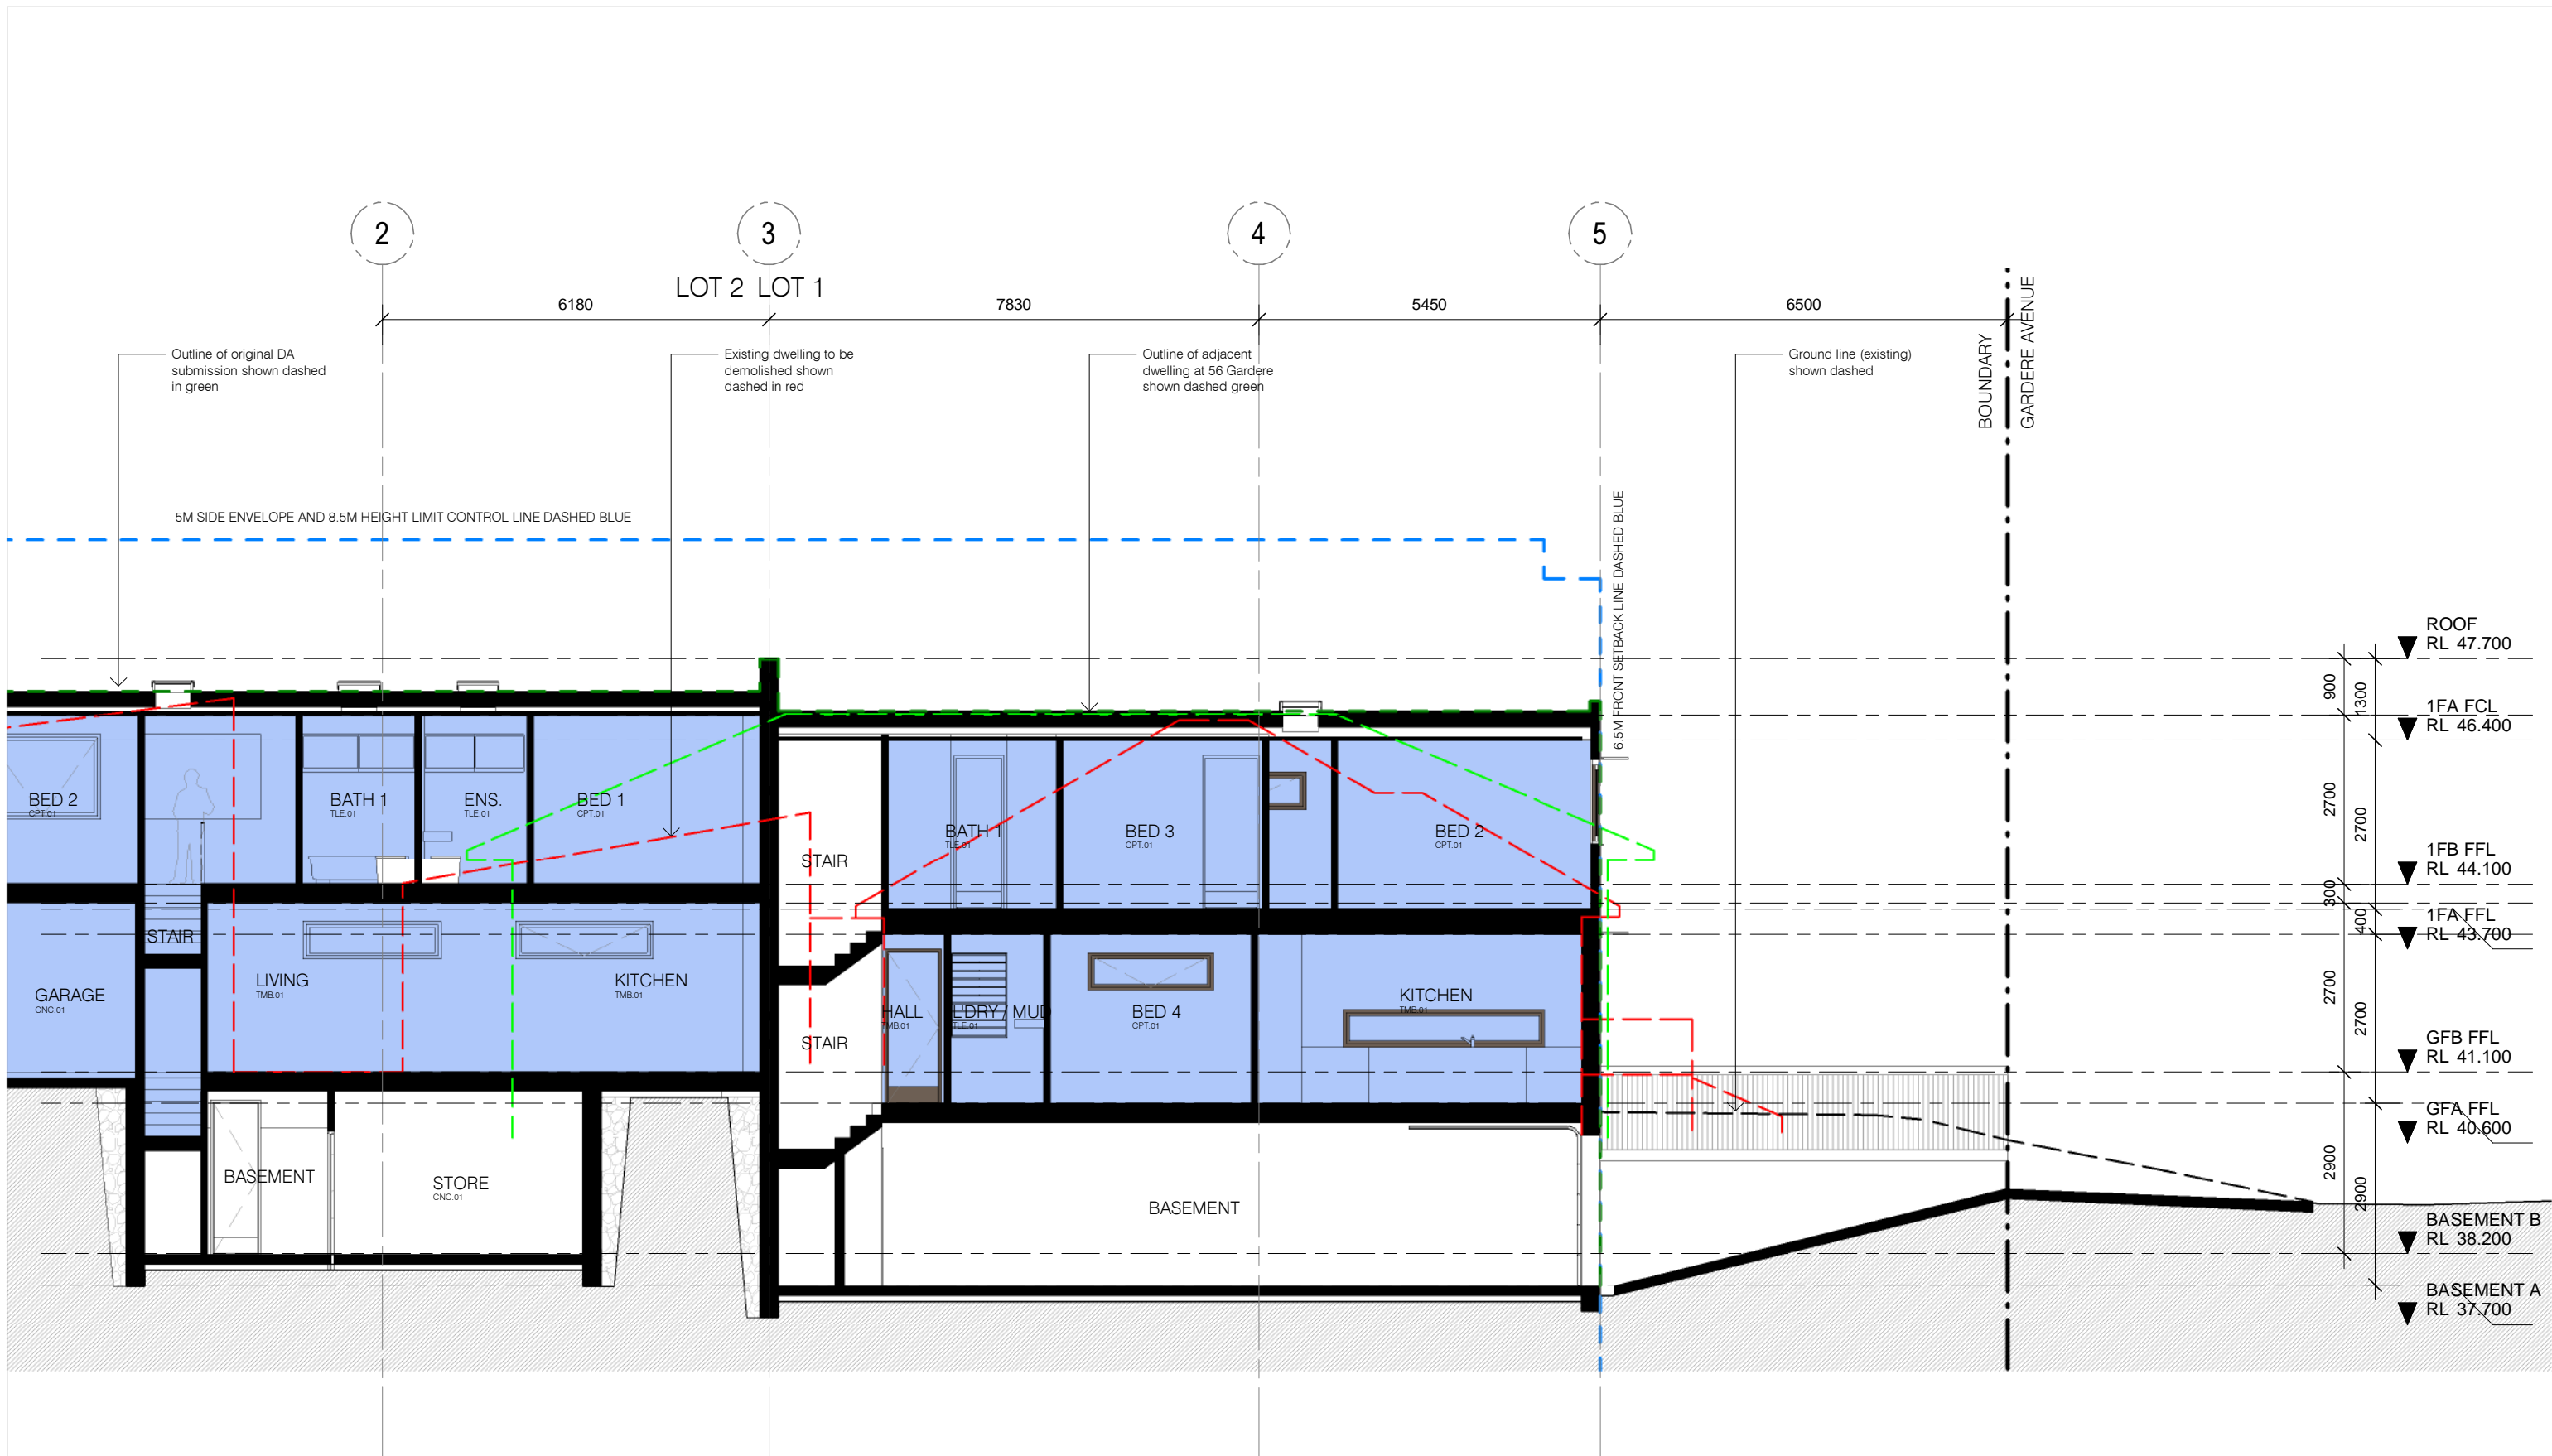 2
3
4
5
LOT 2 LOT 1
6180
7830
5450
6500
Outline of original DA
submission shown dashed
in green
Existing dwelling to be
demolished shown
dashed in red
Outline of adjacent
dwelling at 56 Gardere
shown dashed green
Ground line (existing)
shown dashed
BOUNDARY
GARDERE AVENUE
5M SIDE ENVELOPE AND 8.5M HEIGHT LIMIT CONTROL LINE DASHED BLUE
6.5M FRONT SETBACK LINE DASHED BLUE
ROOF
RL 47.700
1FA FCL
RL 46.400
1FB FFL
RL 44.100
1FA FFL
RL 43.700
GFB FFL
RL 41.100
GFA FFL
RL 40.600
BASEMENT B
RL 38.200
BASEMENT A
RL 37.700
900
1300
2700
2700
300
400
2700
2700
2900
2900
BED 2
CPT.01
BATH 1
TLE.01
ENS.
TLE.01
BED 1
CPT.01
STAIR
BATH 1
TLE.01
BED 3
CPT.01
BED 2
CPT.01
STAIR
GARAGE
CNC.01
LIVING
TMB.01
KITCHEN
TMB.01
STAIR
HALL
TMB.01
L'DRY / MUD
TLE.01
BED 4
CPT.01
KITCHEN
TMB.01
BASEMENT
STORE
CNC.01
BASEMENT